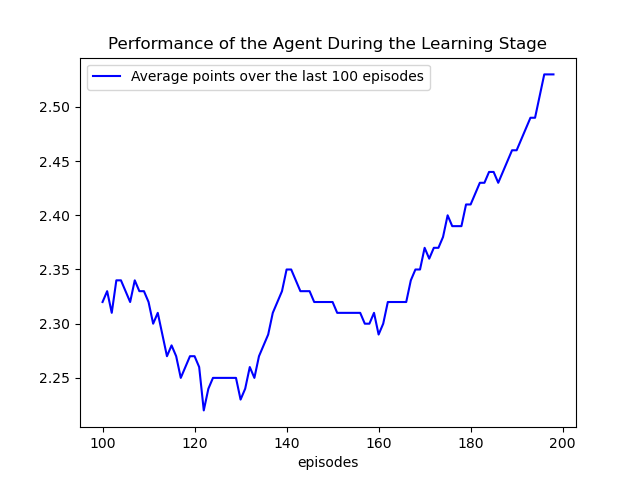 Performance of the Agent During the Learning Stage
Average points over the last 100 episodes
2.50
2.45
2.40
2.35
2.30
2.25
100 120 140 160 180 200
episodes